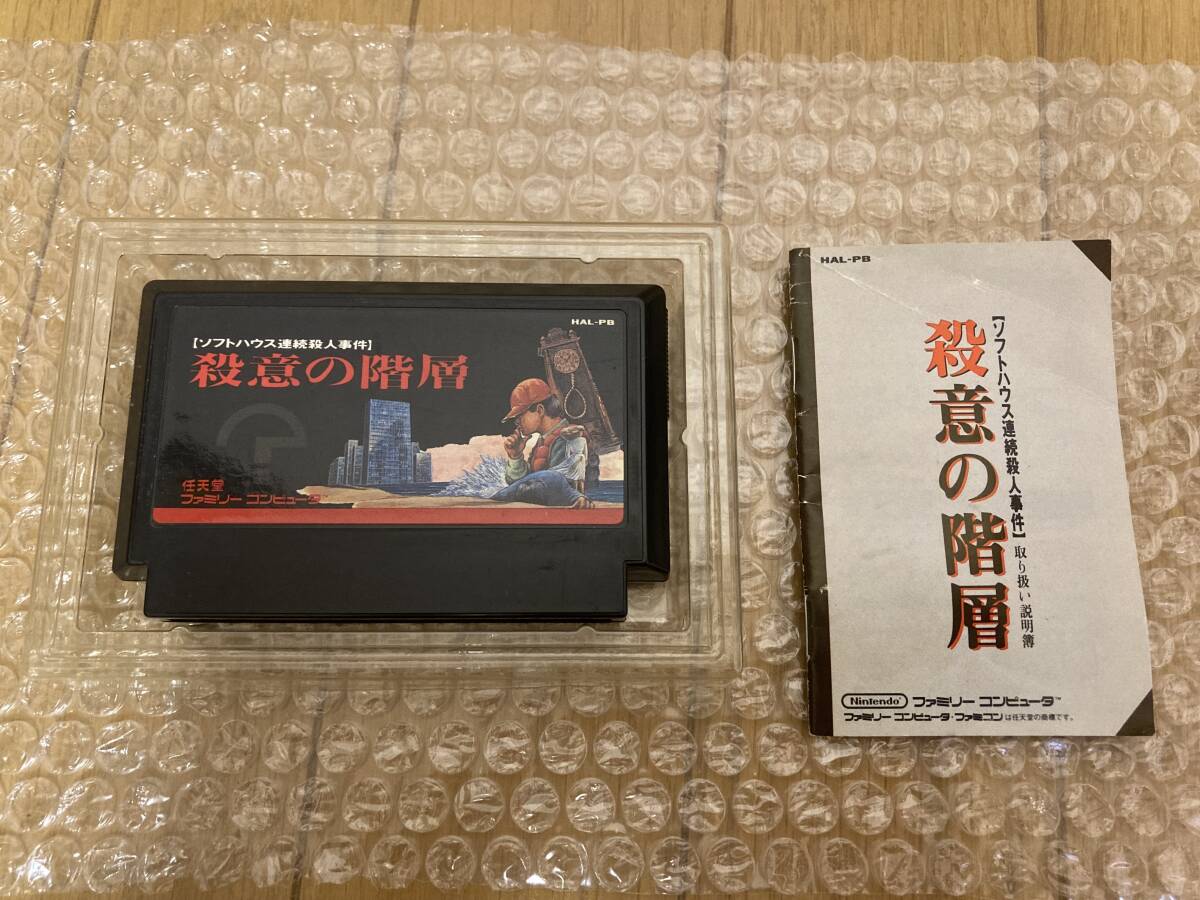 HAL-PB
【ソフトハウス連続殺人事件】
殺意の階層
任天堂
ファミリー コンピュータ™
HAL-PB
【ソフトハウス連続殺人事件】取り扱い説明簿
殺意の階層
Nintendo ファミリー コンピュータ™
ファミリー コンピュータ・ファミコンは任天堂の商標です。